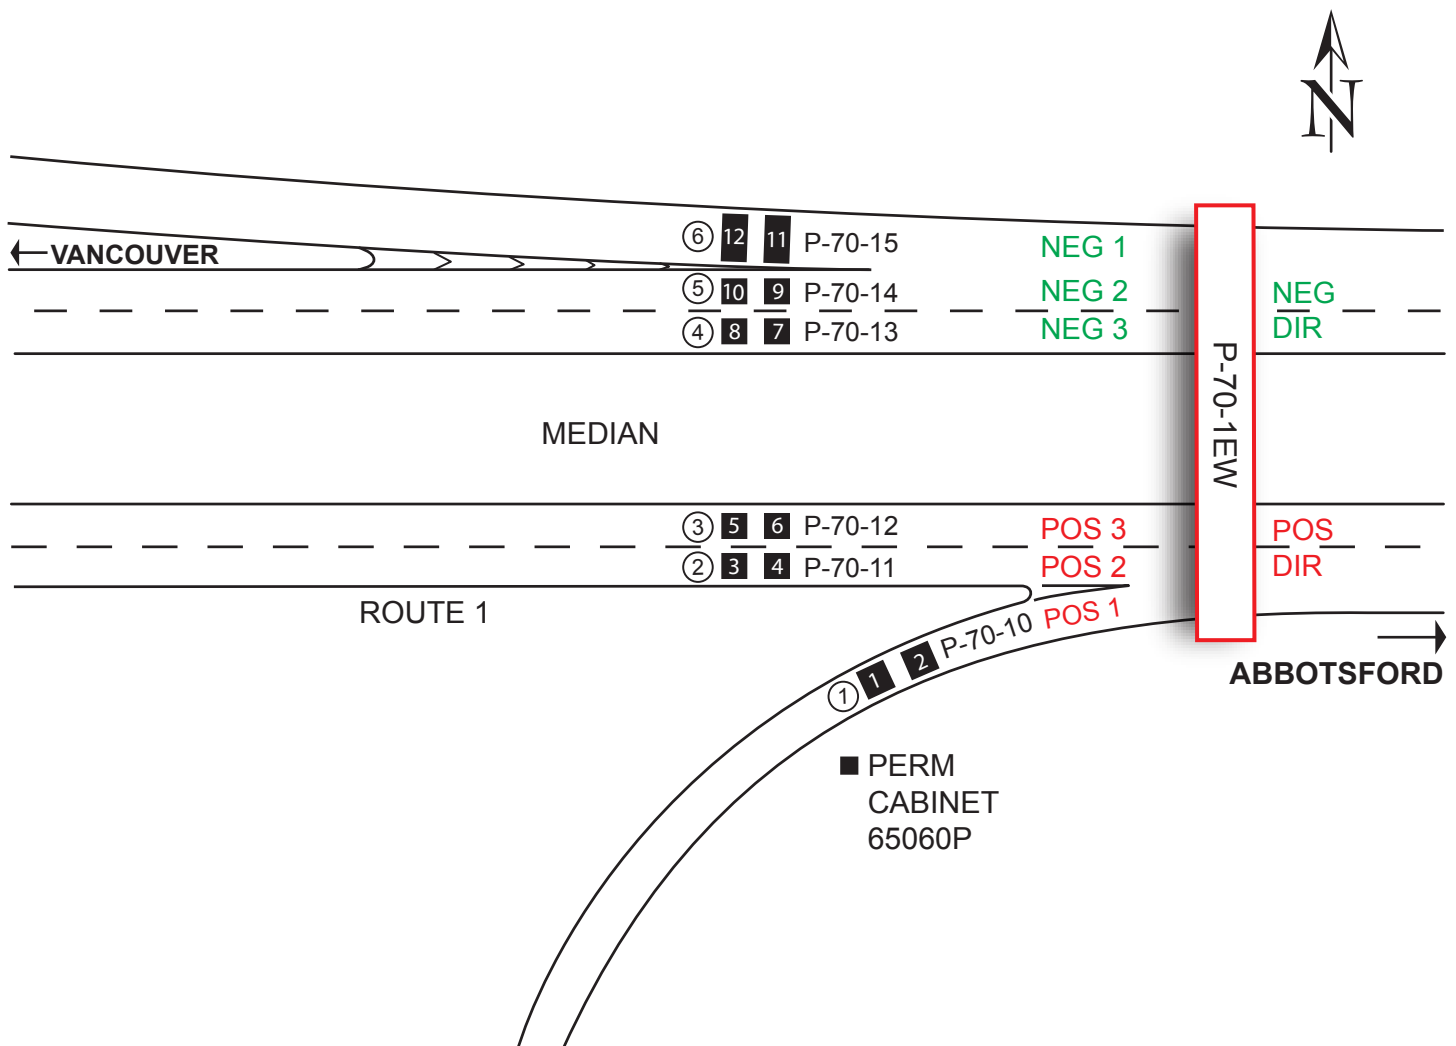 N
6 12 11 P-70-15 NEG 1
VANCOUVER
5 10 9 P-70-14 NEG 2 NEG
4 8 7 P-70-13 NEG 3 DIR
P-70-1EW
MEDIAN
3 5 6 P-70-12 POS 3 POS
2 3 4 P-70-11 POS 2 DIR
ROUTE 1
1 1 2 P-70-10 POS 1
ABBOTSFORD
PERM
CABINET
65060P